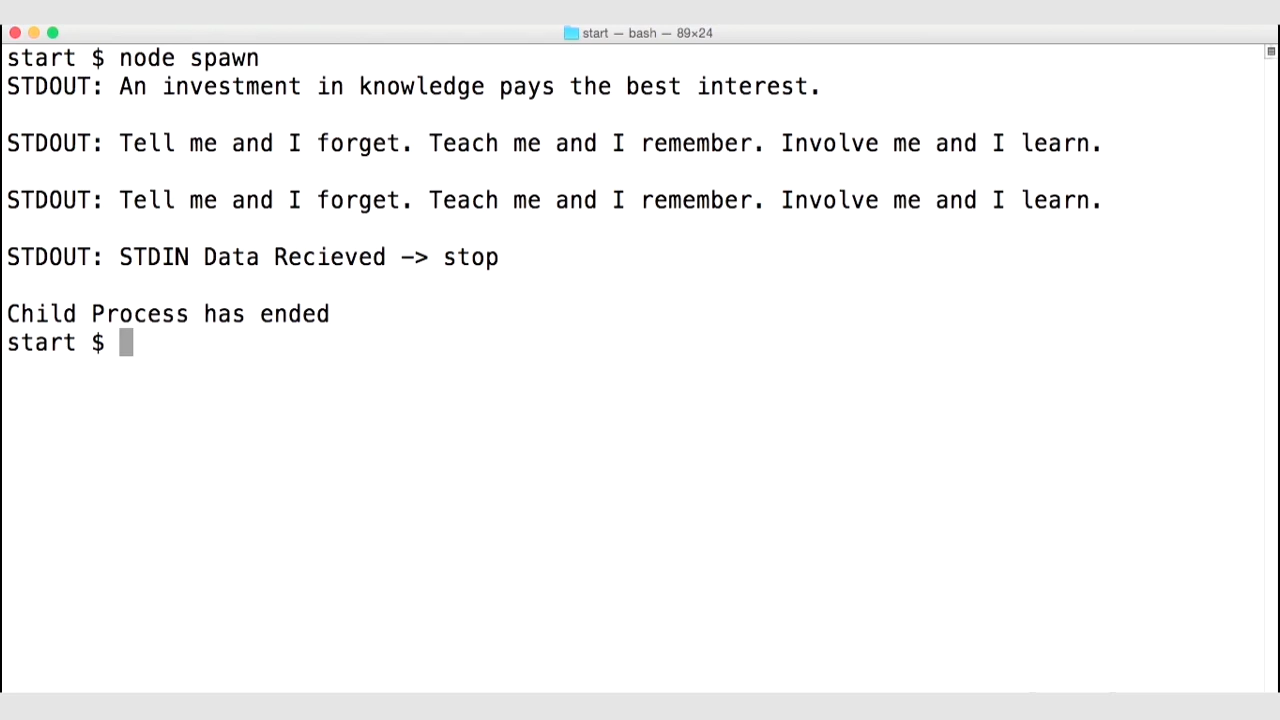 start — bash — 89×24
start $ node spawn
STDOUT: An investment in knowledge pays the best interest.
STDOUT: Tell me and I forget. Teach me and I remember. Involve me and I learn.
STDOUT: Tell me and I forget. Teach me and I remember. Involve me and I learn.
STDOUT: STDIN Data Recieved -> stop
Child Process has ended
start $